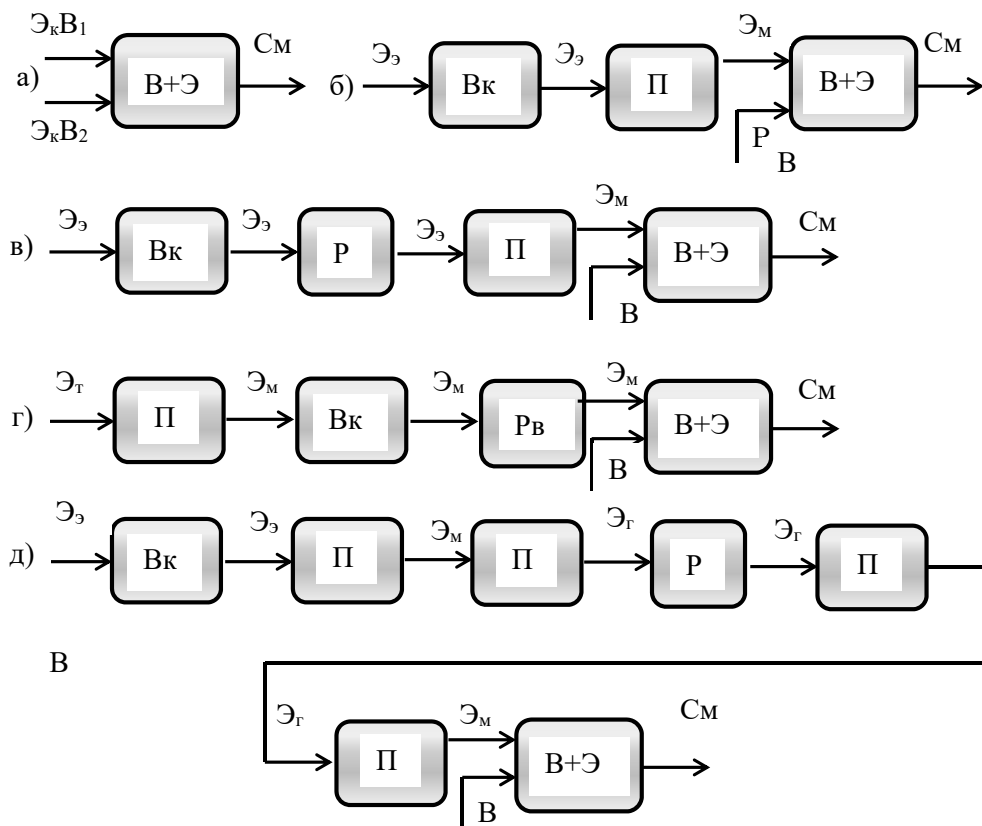 ЭкВ1 См Ээ Ээ Эм См
а) В+Э б) Вк П В+Э
ЭкВ2 Р
В
Ээ Ээ Ээ Эм См
в) Вк Р П В+Э
В
Эт Эм Эм Эм См
г) П Вк Рв В+Э
В
Ээ Ээ Эм Эг Эг
д) Вк П П Р П
В
Эг Эм См
П В+Э
В